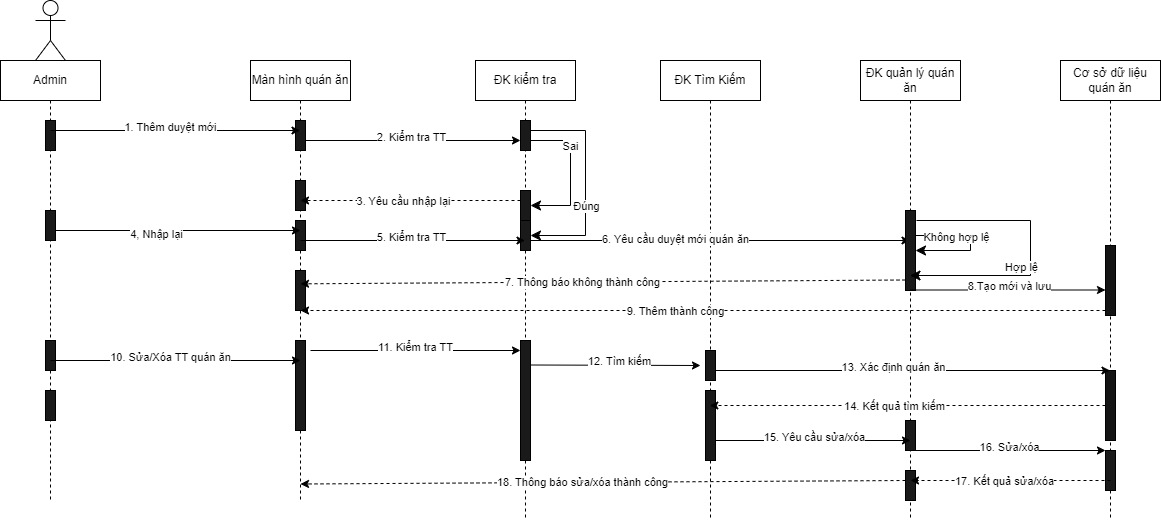 Admin
Màn hình quán ăn
ĐK kiểm tra
ĐK Tìm Kiếm
ĐK quản lý quán
ăn
Cơ sở dữ liệu
quán ăn
1. Thêm duyệt mới
2. Kiểm tra TT
Sai
3. Yêu cầu nhập lại
Đúng
4, Nhập lại
5. Kiểm tra TT
6. Yêu cầu duyệt mới quán ăn
Không hợp lệ
Hợp lệ
7. Thông báo không thành công
8.Tạo mới và lưu
9. Thêm thành công
10. Sửa/Xóa TT quán ăn
11. Kiểm tra TT
12. Tìm kiếm
13. Xác định quán ăn
14. Kết quả tìm kiếm
15. Yêu cầu sửa/xóa
16. Sửa/xóa
17. Kết quả sửa/xóa
18. Thông báo sửa/xóa thành công